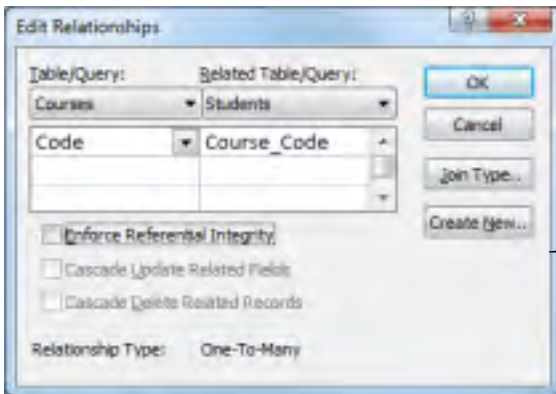 Edit Relationships
Table/Query: Related Table/Query:
Courses Students
Code Course_Code
Enforce Referential Integrity
Cascade Update Related Fields
Cascade Delete Related Records
Relationship Type: One-To-Many
OK
Cancel
Join Type..
Create New..